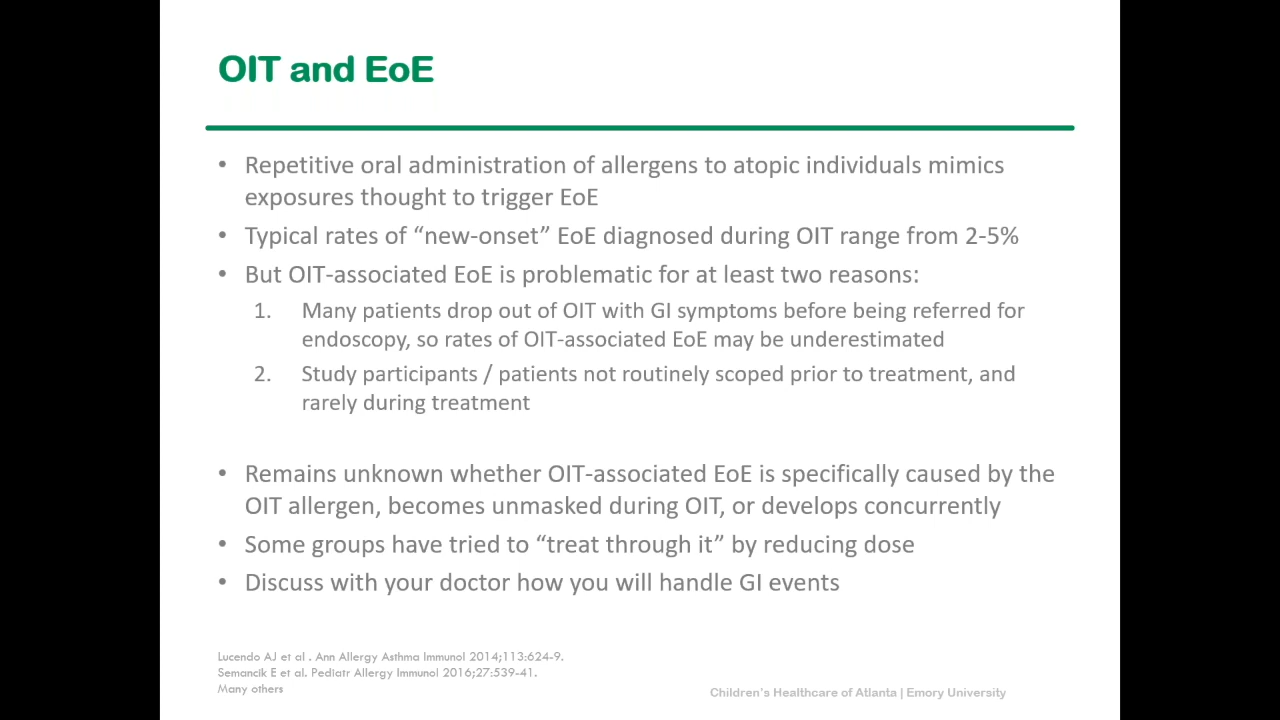 OIT and EoE
• Repetitive oral administration of allergens to atopic individuals mimics
exposures thought to trigger EoE
• Typical rates of “new-onset” EoE diagnosed during OIT range from 2-5%
• But OIT-associated EoE is problematic for at least two reasons:
1. Many patients drop out of OIT with GI symptoms before being referred for
endoscopy, so rates of OIT-associated EoE may be underestimated
2. Study participants / patients not routinely scoped prior to treatment, and
rarely during treatment
• Remains unknown whether OIT-associated EoE is specifically caused by the
OIT allergen, becomes unmasked during OIT, or develops concurrently
• Some groups have tried to “treat through it” by reducing dose
• Discuss with your doctor how you will handle GI events
Lucendo AJ et al . Ann Allergy Asthma Immunol 2014;113:624-9.
Semancik E et al. Pediatr Allergy Immunol 2016;27:539-41.
Many others
Children’s Healthcare of Atlanta | Emory University